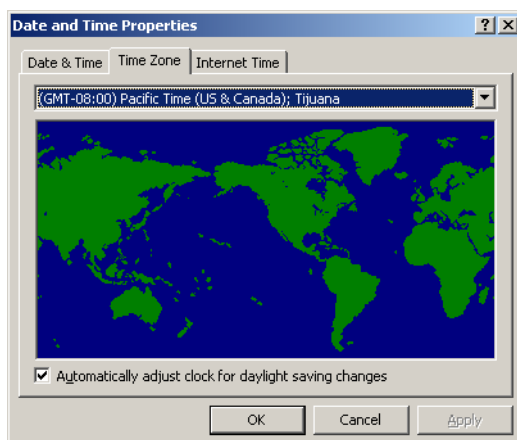 Date and Time Properties
Date & Time Time Zone Internet Time
(GMT-08:00) Pacific Time (US & Canada); Tijuana
Automatically adjust clock for daylight saving changes
OK Cancel Apply